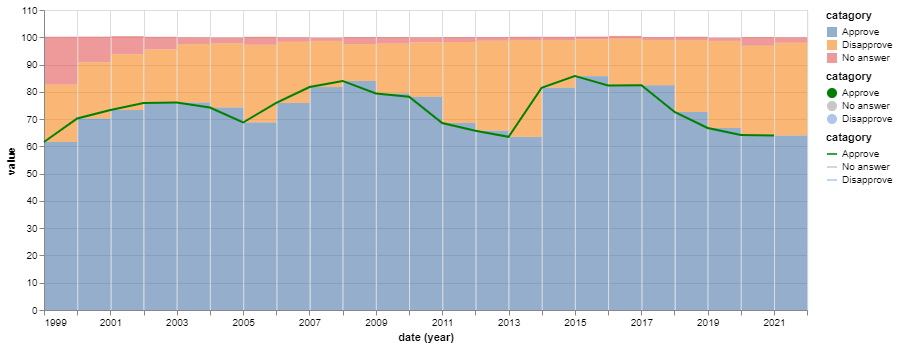 110
100
90
80
70
60
50
40
30
20
10
0
value
1999 2001 2003 2005 2007 2009 2011 2013 2015 2017 2019 2021
date (year)
catagory
Approve
Disapprove
No answer
catagory
Approve
No answer
Disapprove
catagory
Approve
No answer
Disapprove